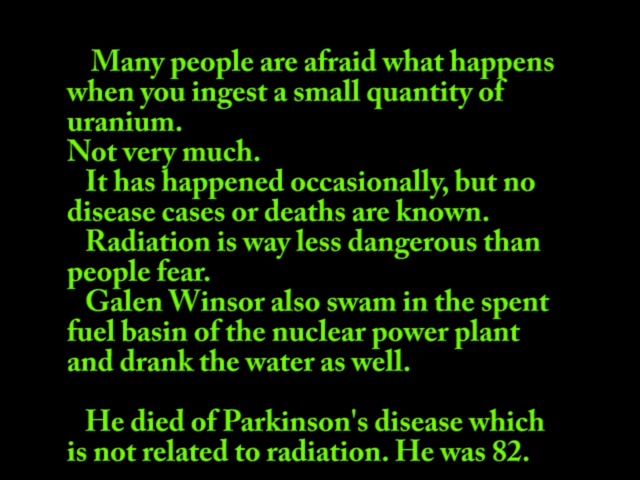 Many people are afraid what happens
when you ingest a small quantity of
uranium.
Not very much.
It has happened occasionally, but no
disease cases or deaths are known.
Radiation is way less dangerous than
people fear.
Galen Winsor also swam in the spent
fuel basin of the nuclear power plant
and drank the water as well.
He died of Parkinson's disease which
is not related to radiation. He was 82.